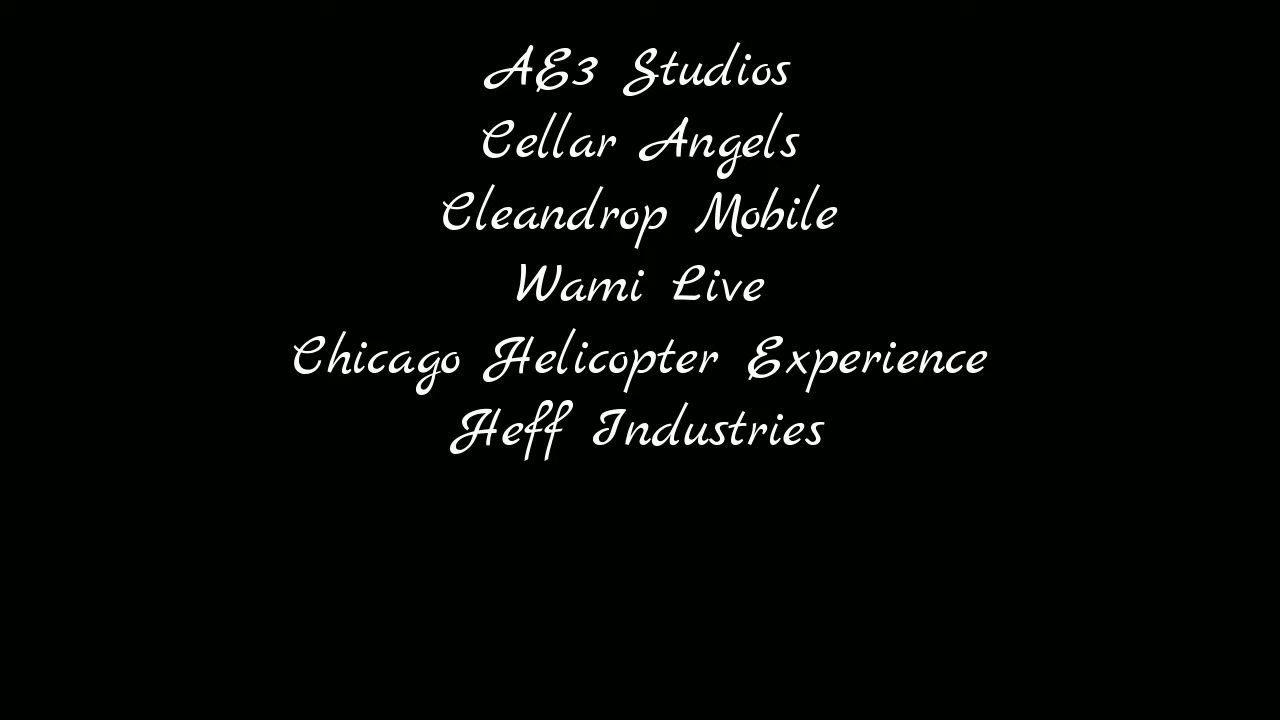 AE3 Studios
Cellar Angels
Cleandrop Mobile
Wami Live
Chicago Helicopter Experience
Heff Industries